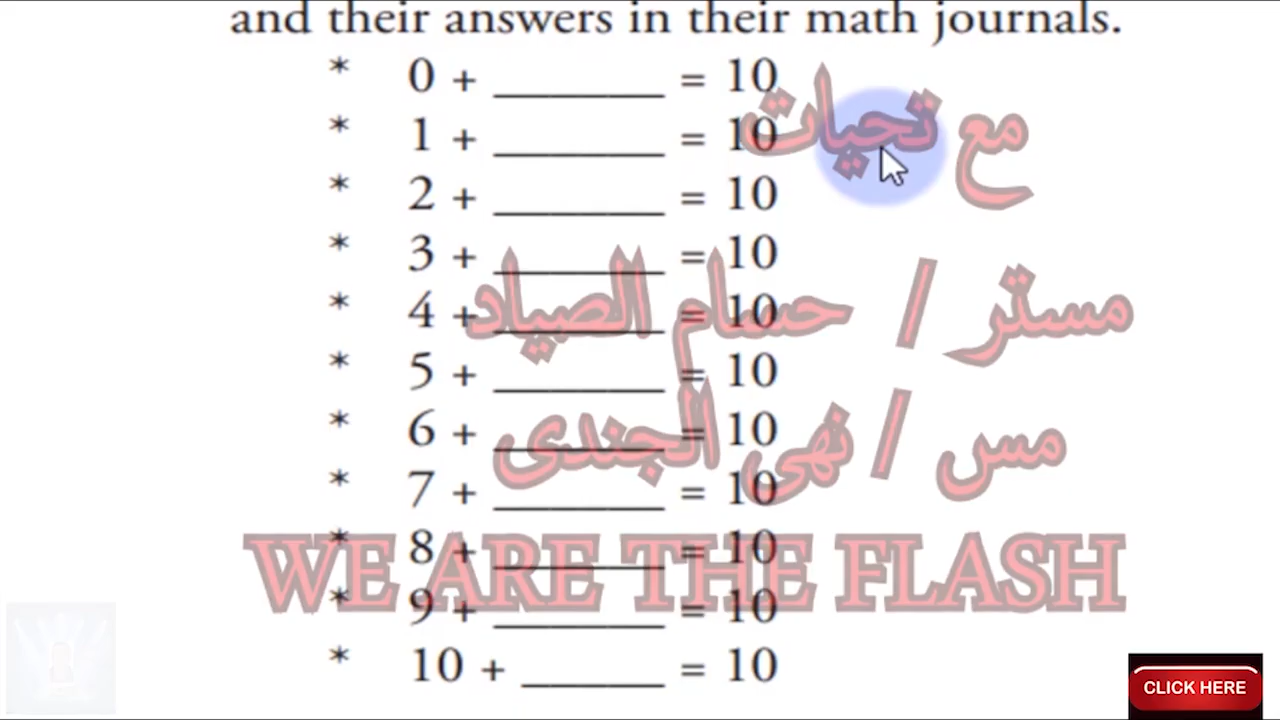 and their answers in their math journals.
* 0 + ________ = 10
* 1 + ________ = 10
* 2 + ________ = 10
* 3 + ________ = 10
* 4 + ________ = 10
* 5 + ________ = 10
* 6 + ________ = 10
* 7 + ________ = 10
* 8 + ________ = 10
* 9 + ________ = 10
* 10 + _______ = 10
مع تحيات
مستر / حسام الصياد
مس / نهى الجندى
WE ARE THE FLASH
CLICK HERE